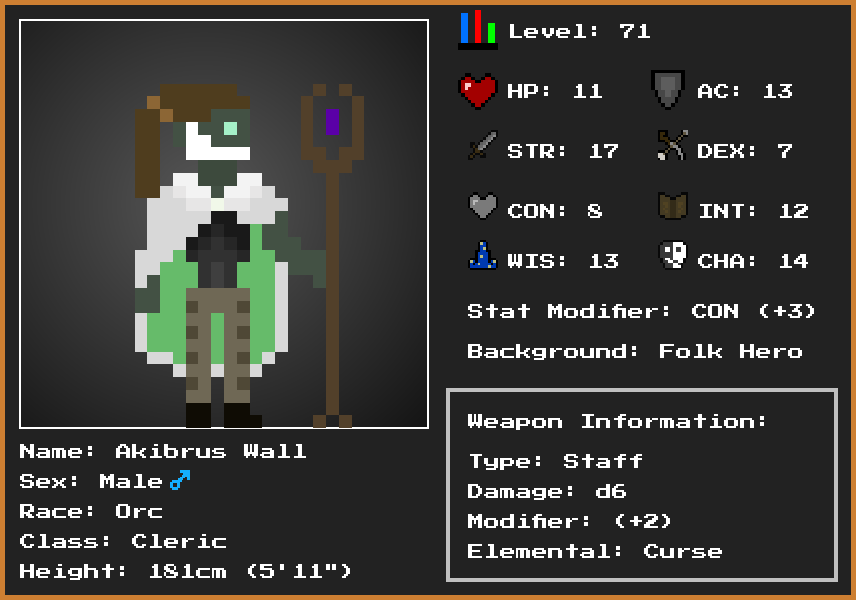 Level: 71
HP: 11 AC: 13
STR: 17 DEX: 7
CON: 8 INT: 12
WIS: 13 CHA: 14
Stat Modifier: CON (+3)
Background: Folk Hero
Weapon Information:
Type: Staff
Damage: d6
Modifier: (+2)
Elemental: Curse
Name: Akibrus Wall
Sex: Male♂
Race: Orc
Class: Cleric
Height: 181cm (5'11")